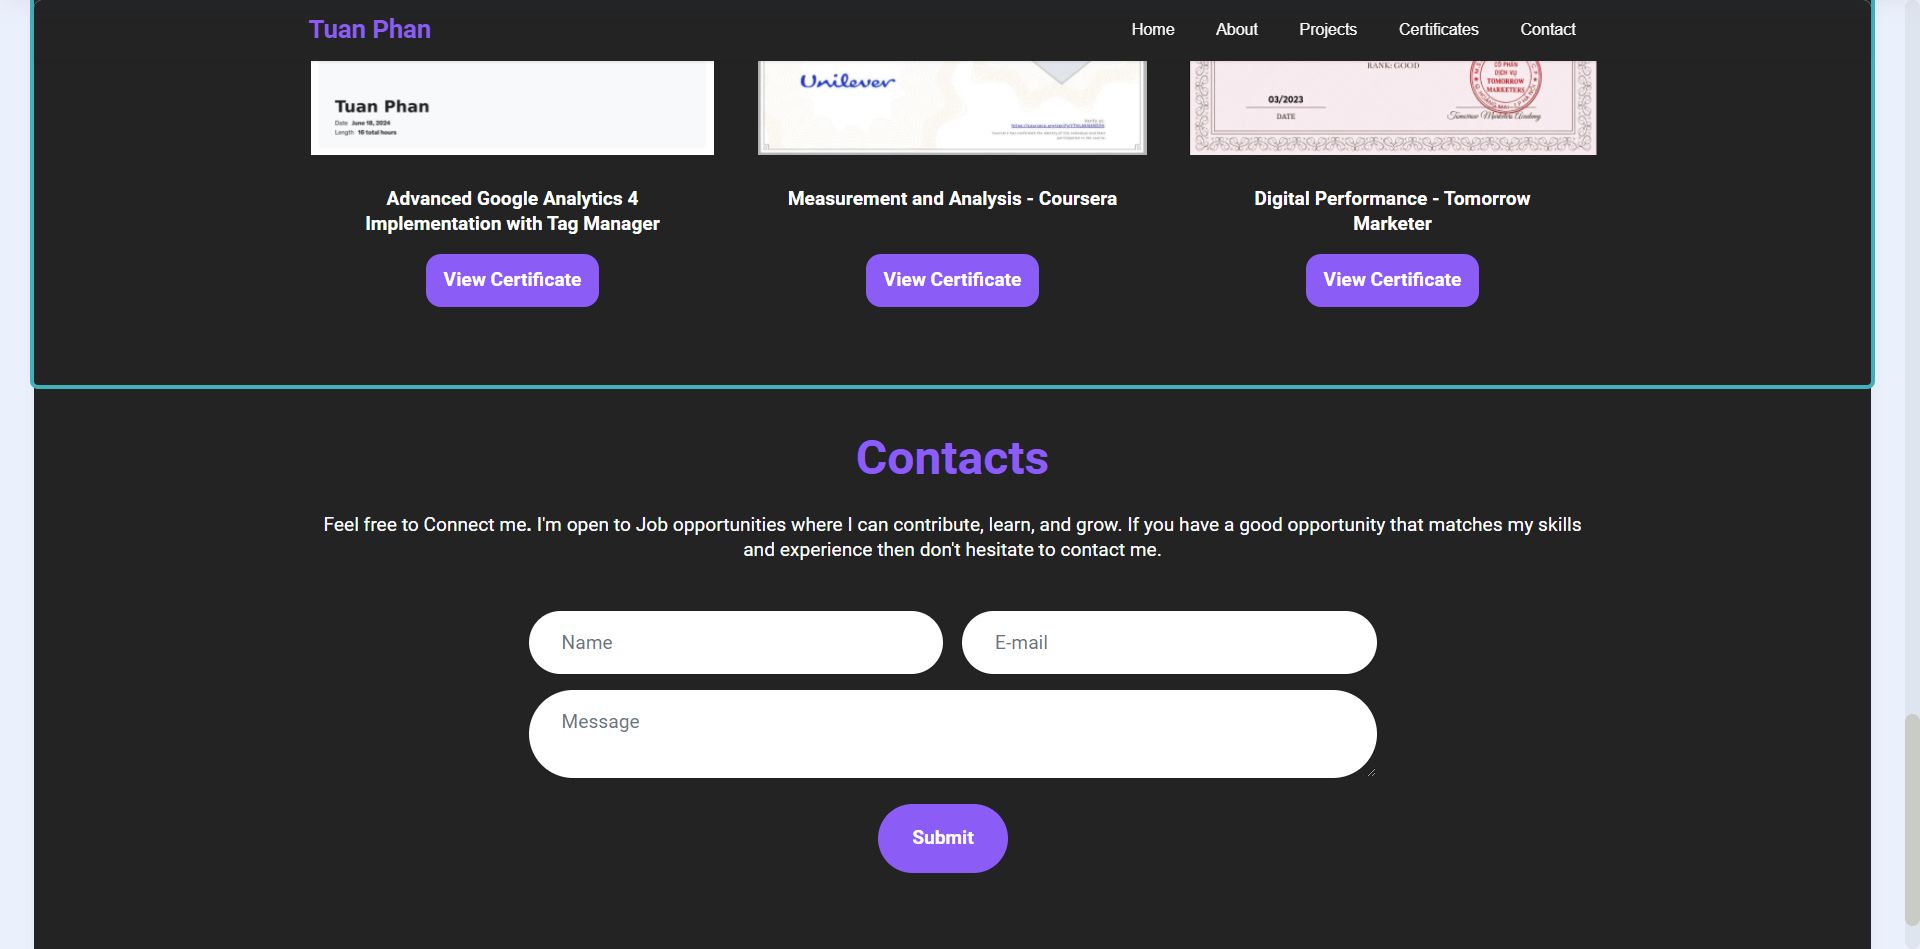 Tuan Phan
Home
About
Projects
Certificates
Contact
Tuan Phan
Date June 18, 2024
Length 16 total hours
Unilever
Verify at:
RANK: GOOD
CỔ PHẦN
DỊCH VỤ
TOMORROW
MARKETERS
03/2023
DATE
Tomorrow Marketers Academy
Advanced Google Analytics 4
Implementation with Tag Manager
Measurement and Analysis - Coursera
Digital Performance - Tomorrow
Marketer
View Certificate
View Certificate
View Certificate
Contacts
Feel free to Connect me. I'm open to Job opportunities where I can contribute, learn, and grow. If you have a good opportunity that matches my skills
and experience then don't hesitate to contact me.
Name
E-mail
Message
Submit